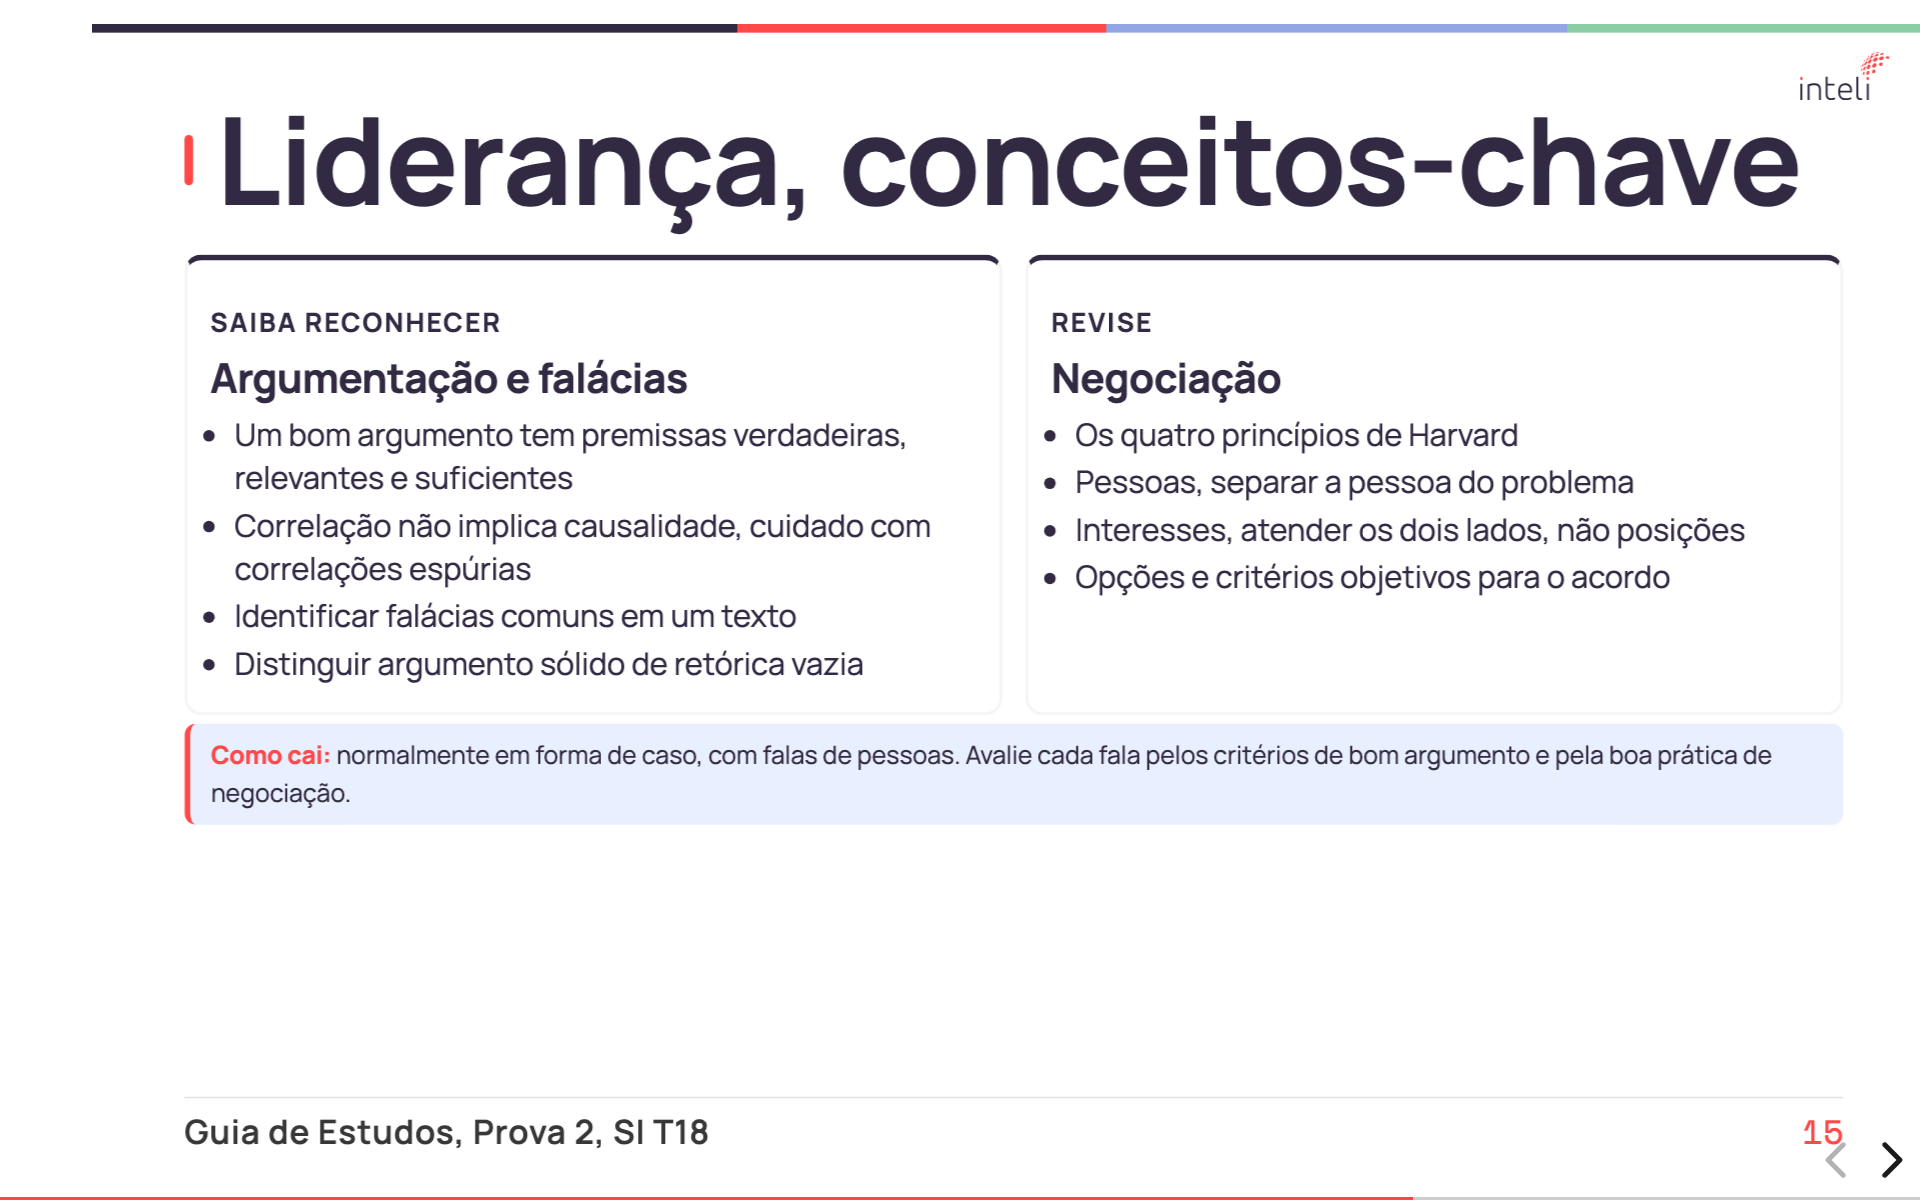 inteli
Liderança, conceitos-chave
SAIBA RECONHECER
Argumentação e falácias
Um bom argumento tem premissas verdadeiras,
relevantes e suficientes
Correlação não implica causalidade, cuidado com
correlações espúrias
Identificar falácias comuns em um texto
Distinguir argumento sólido de retórica vazia
REVISE
Negociação
Os quatro princípios de Harvard
Pessoas, separar a pessoa do problema
Interesses, atender os dois lados, não posições
Opções e critérios objetivos para o acordo
Como cai: normalmente em forma de caso, com falas de pessoas. Avalie cada fala pelos critérios de bom argumento e pela boa prática de
negociação.
Guia de Estudos, Prova 2, SI T18
15